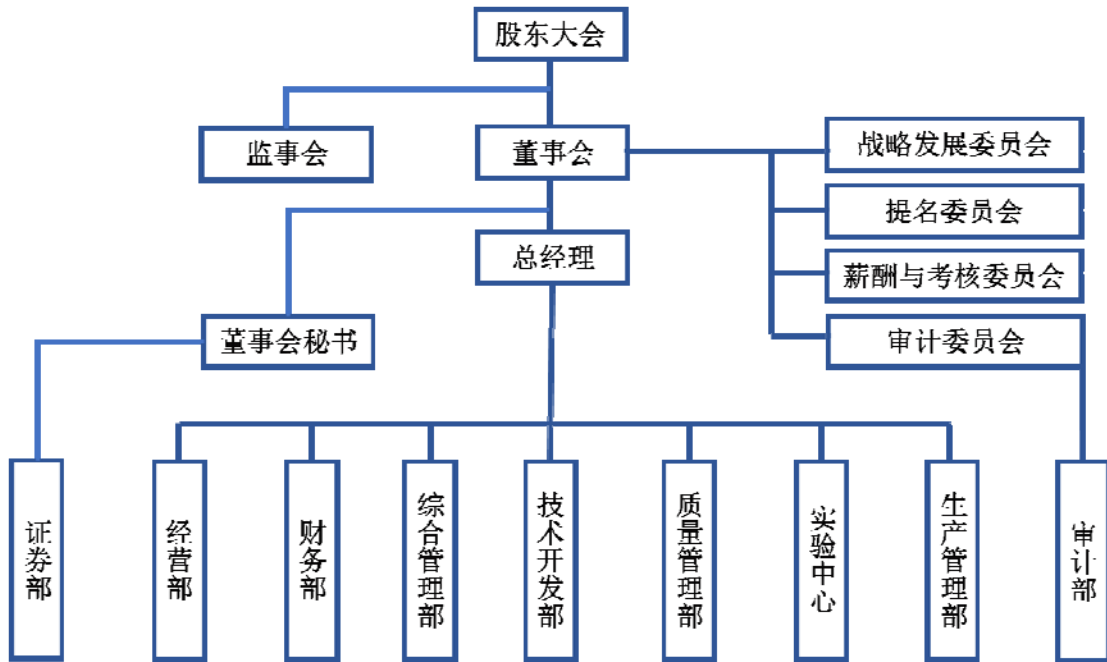 股东大会
监事会
董事会
战略发展委员会
提名委员会
总经理
薪酬与考核委员会
董事会秘书
审计委员会
证券部
经营部
财务部
综合管理部
技术开发部
质量管理部
实验中心
生产管理部
审计部